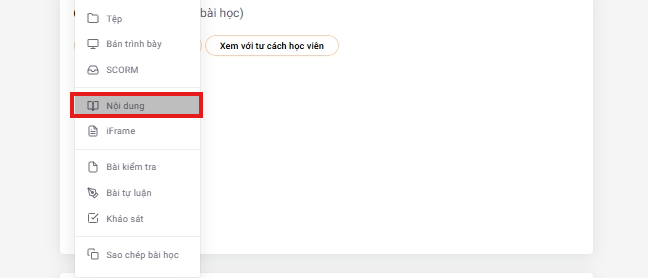 bài học)
Tệp
Bản trình bày
Xem với tư cách học viên
SCORM
Nội dung
iFrame
Bài kiểm tra
Bài tự luận
Khảo sát
Sao chép bài học